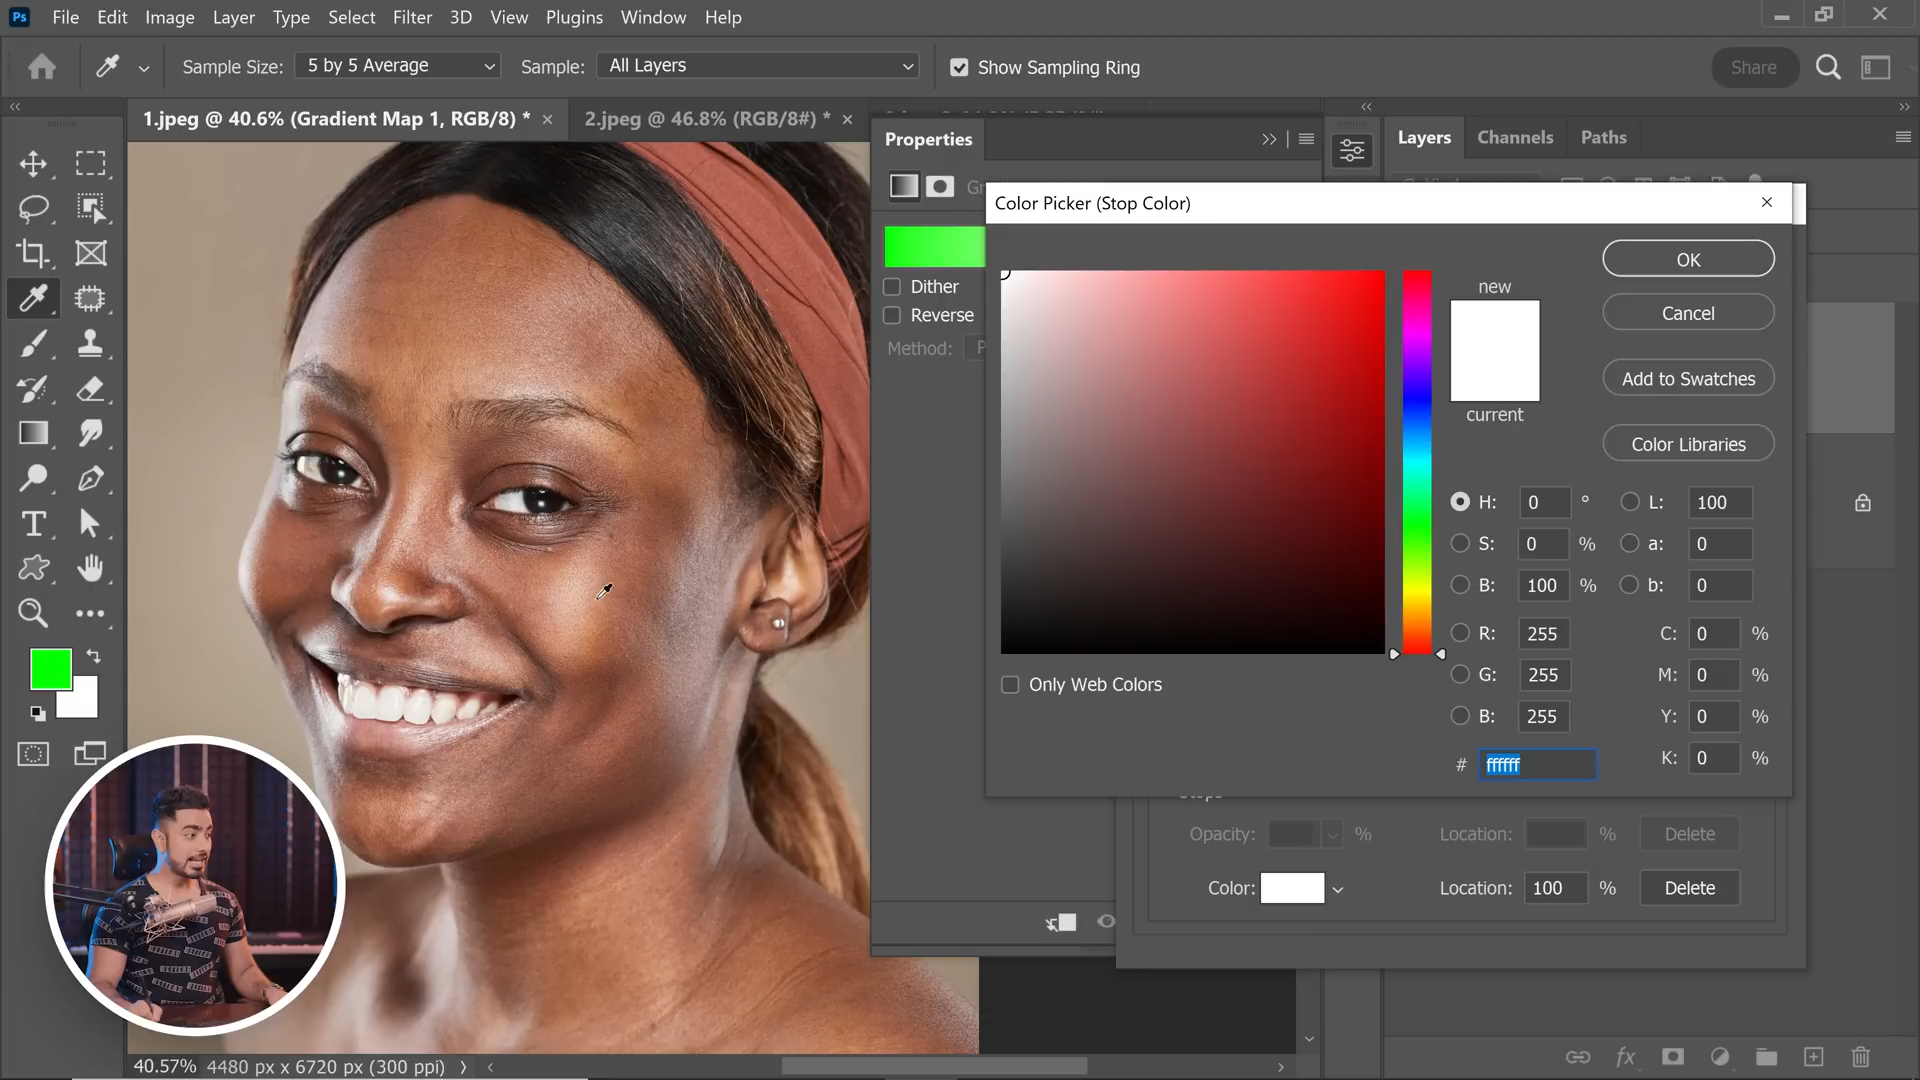 Ps File Edit Image Layer Type Select Filter 3D View Plugins Window Help
Sample Size: 5 by 5 Average Sample: All Layers Show Sampling Ring Share
1.jpeg @ 40.6% (Gradient Map 1, RGB/8) * × 2.jpeg @ 46.8% (RGB/8#) * ×
Properties
Layers Channels Paths
Color Picker (Stop Color)
Dither
Reverse
Method:
new
current
OK
Cancel
Add to Swatches
Color Libraries
H: 0 ° L: 100
S: 0 % a: 0
B: 100 % b: 0
R: 255 C: 0 %
G: 255 M: 0 %
B: 255 Y: 0 %
# ffffff K: 0 %
Only Web Colors
Stops
Opacity: % Location: % Delete
Color: Location: 100 % Delete
40.57% 4480 px x 6720 px (300 ppi)
fx